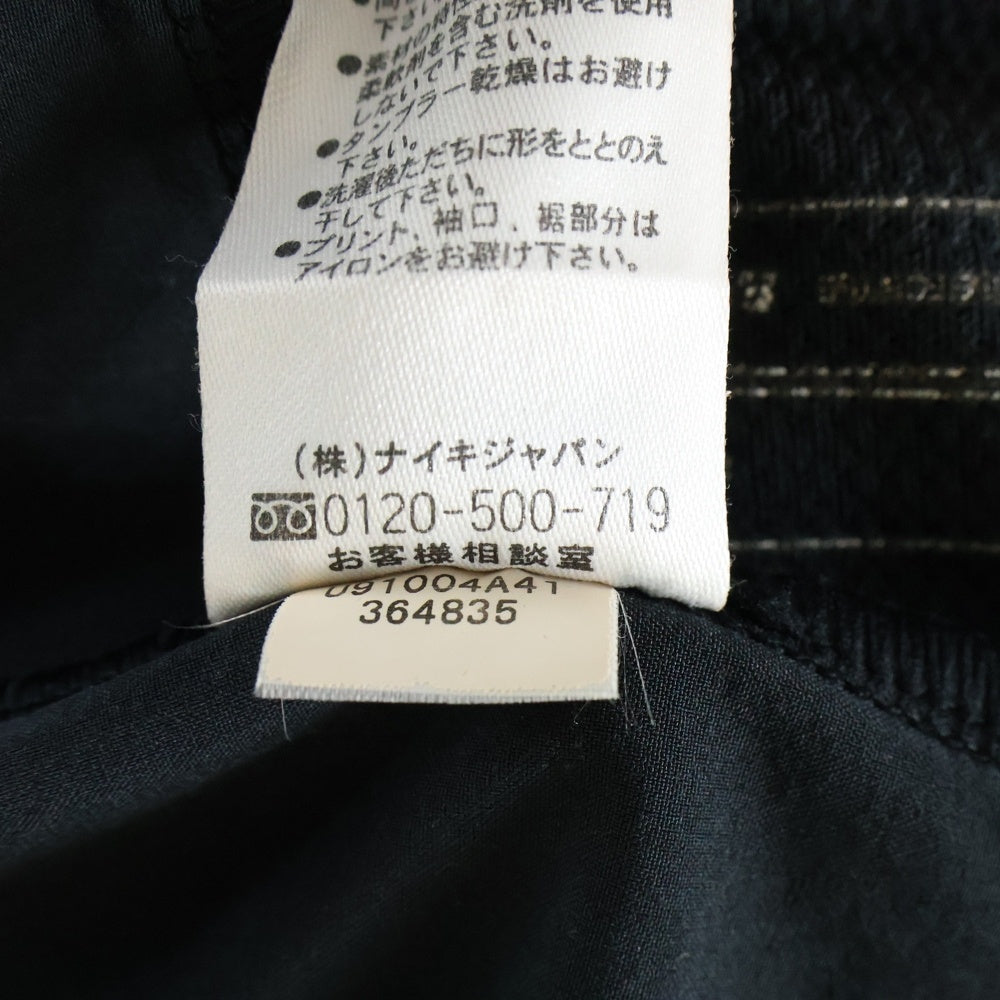 下さい。
素材の特性
を含む洗剤を使用
柔軟剤を含む
しないで下さい。
●タンブラー乾燥はお避け
下さい。
●洗濯後ただちに形をととのえ
干して下さい。
●プリント、袖口、裾部分は
アイロンをお避け下さい。
(株)ナイキジャパン
0120-500-719
お客様相談室
091004A41
364835